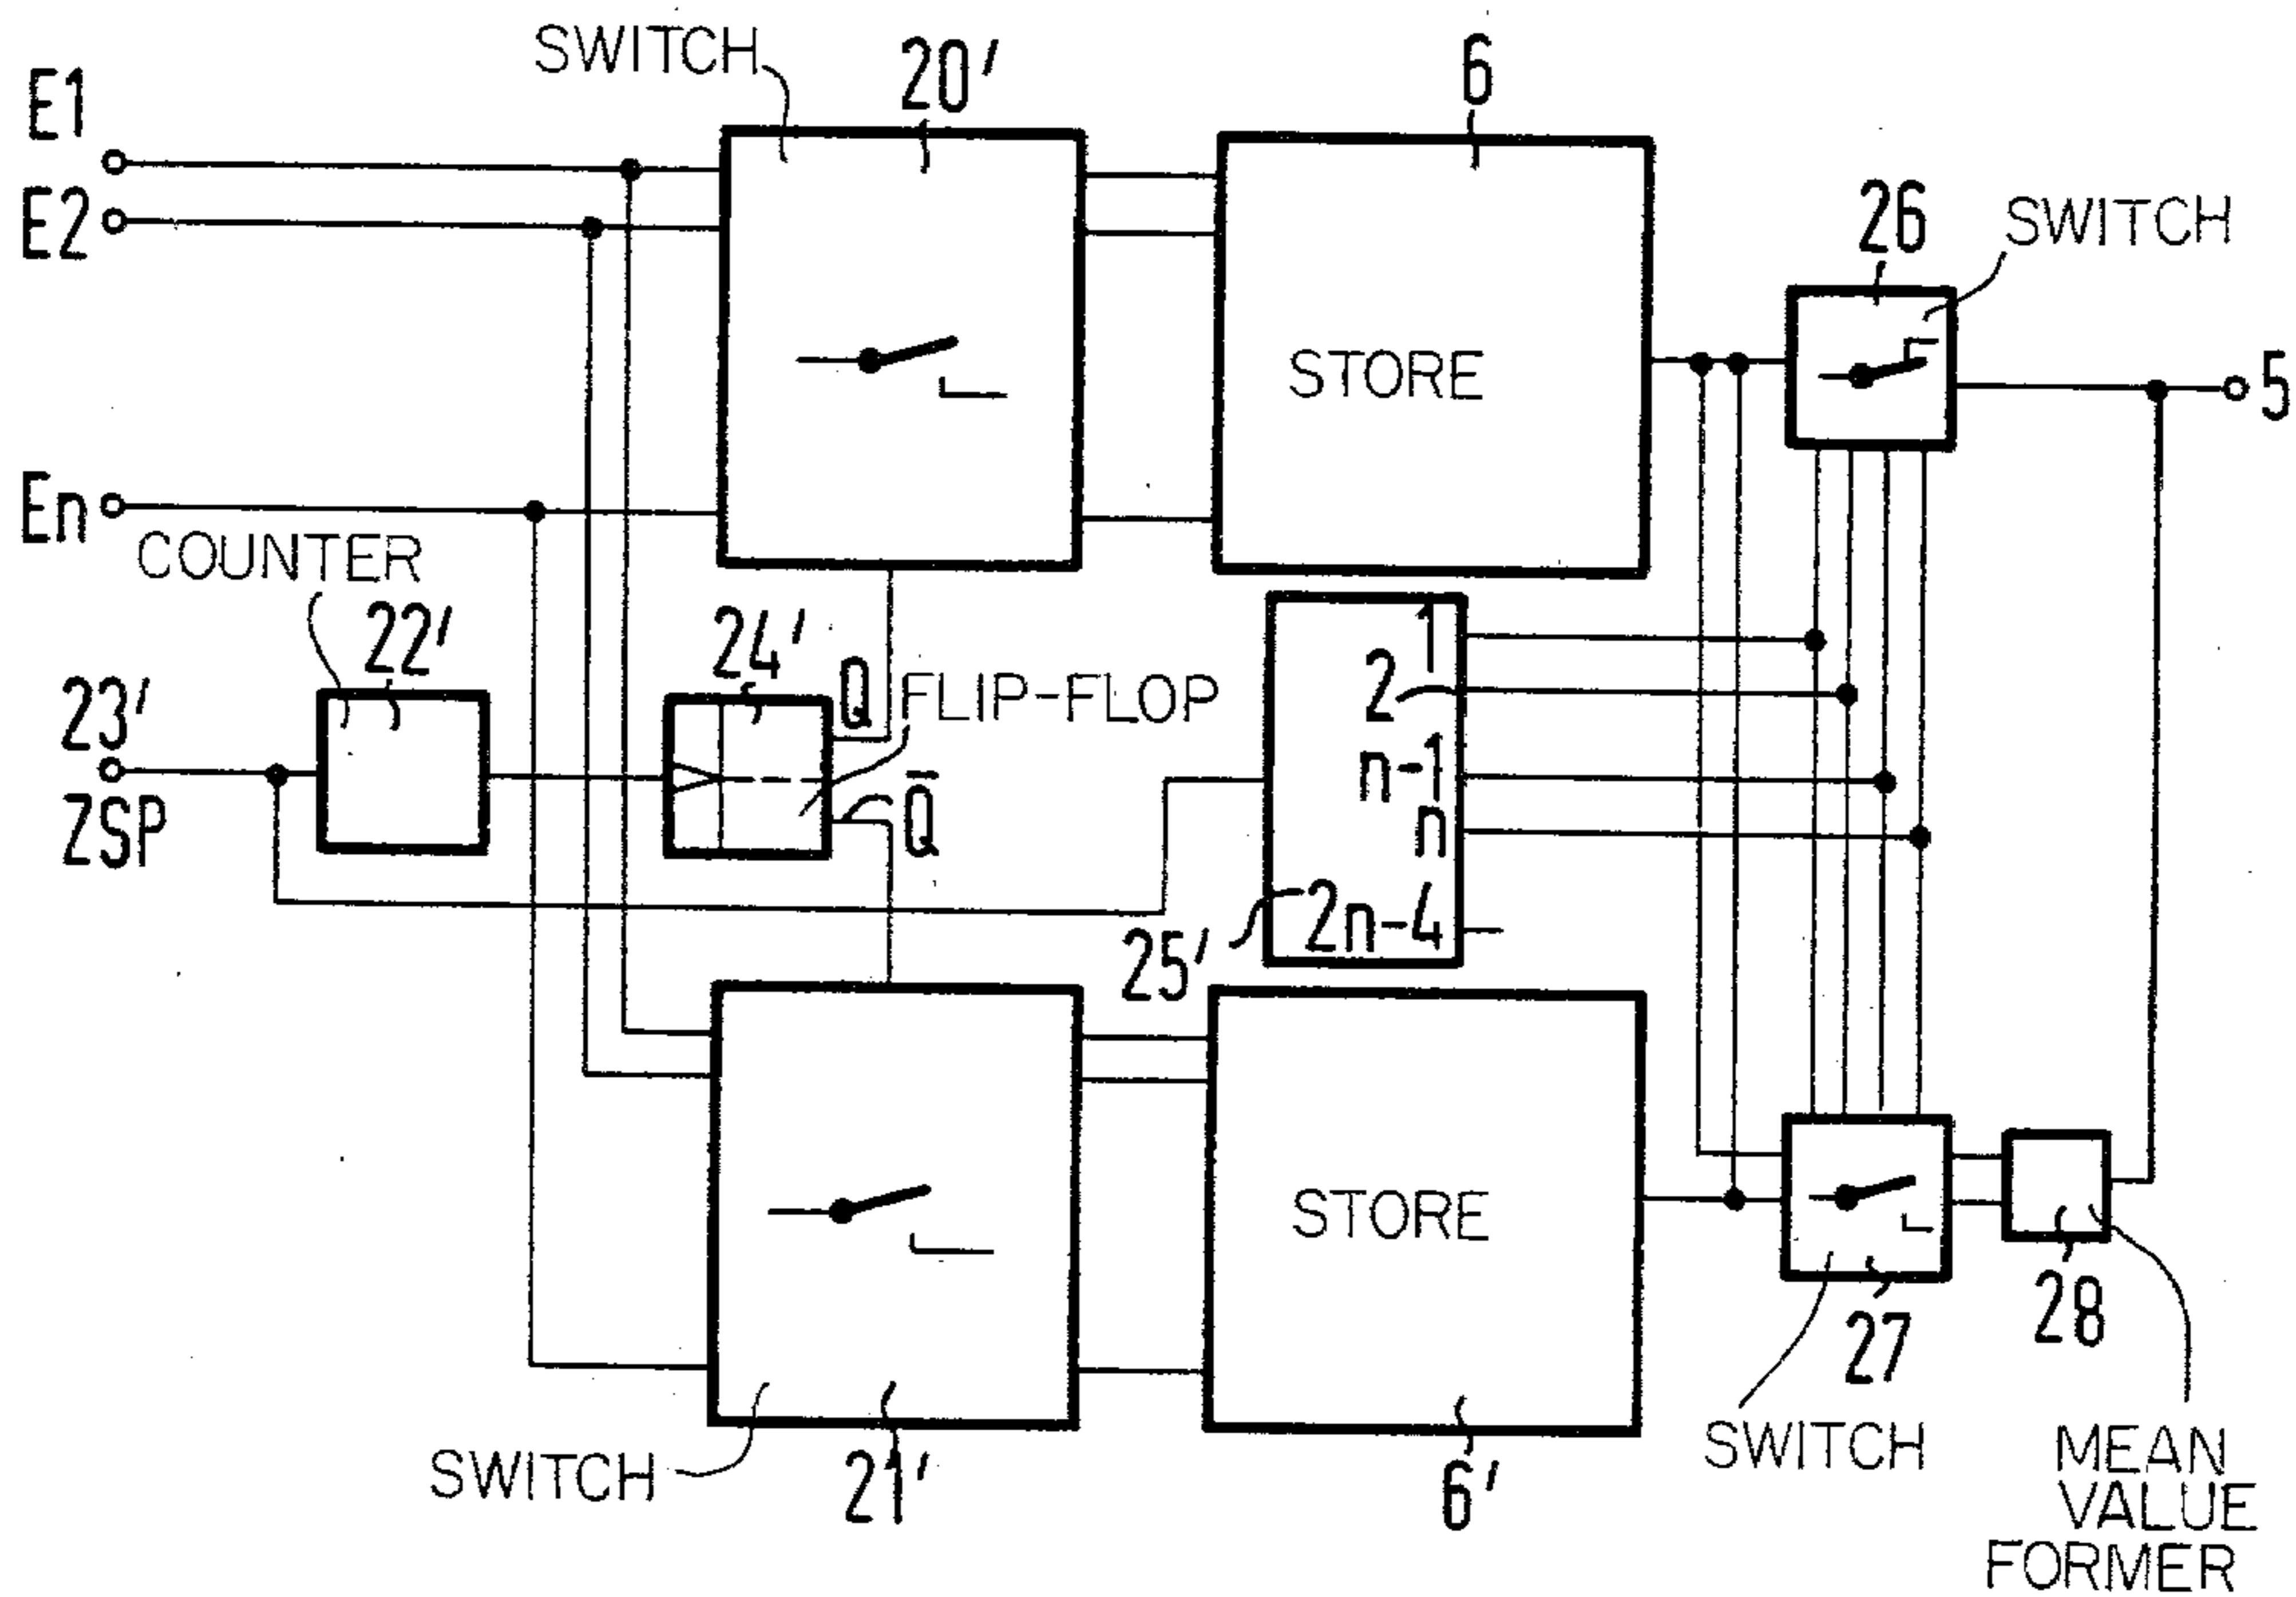 SWITCH
20'
6
E1
E2
26
SWITCH
5
STORE
En
COUNTER
22'
24'
Q
FLIP-FLOP
1
2
23'
ZSP
n-1
n
Q̅
2n-4
25'
STORE
27
28
SWITCH
21'
6'
SWITCH
MEAN
VALUE
FORMER